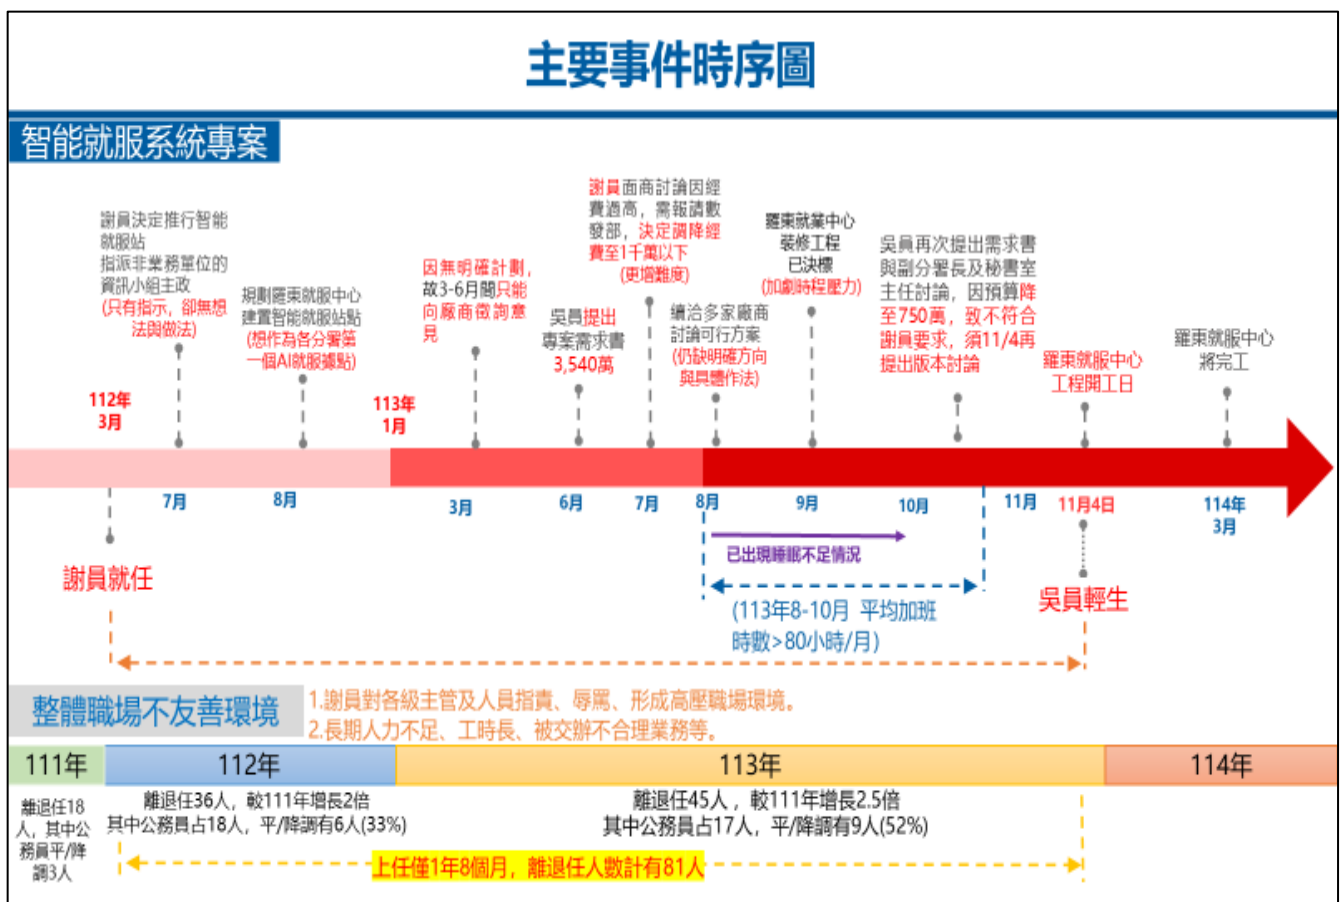 主要事件時序圖
智能就服系統專案
謝員決定推行智能
就服站
指派非業務單位的
資訊小組主政
(只有指示，卻無想
法與做法)
規劃羅東就服中心
建置智能就服站點
(想作為各分署第
一個AI就服據點)
因無明確計劃，
故3-6月間只能
向廠商徵詢意
見
吳員提出
專案需求書
3,540萬
謝員面商討論因經
費過高，需報請數
發部，決定調降經
費至1千萬以下
(更增難度)
續洽多家廠商
討論可行方案
(仍缺明確方向
與具體作法)
羅東就業中心
裝修工程
已決標
(加劇時程壓力)
吳員再次提出需求書
與副分署長及秘書室
主任討論，因預算降
至750萬，致不符合
謝員要求，須11/4再
提出版本討論
羅東就服中心
工程開工日
羅東就服中心
將完工
112年
3月
113年
1月
7月
8月
3月
6月
7月
8月
9月
10月
11月
11月4日
114年
3月
已出現睡眠不足情況
謝員就任
吳員輕生
(113年8-10月 平均加班
時數>80小時/月)
整體職場不友善環境
1.謝員對各級主管及人員指責、辱罵、形成高壓職場環境。
2.長期人力不足、工時長、被交辦不合理業務等。
111年
112年
113年
114年
離退任18
人，其中公
務員平/降
調3人
離退任36人，較111年增長2倍
其中公務員占18人，平/降調有6人(33%)
離退任45人，較111年增長2.5倍
其中公務員占17人，平/降調有9人(52%)
上任僅1年8個月，離退任人數計有81人